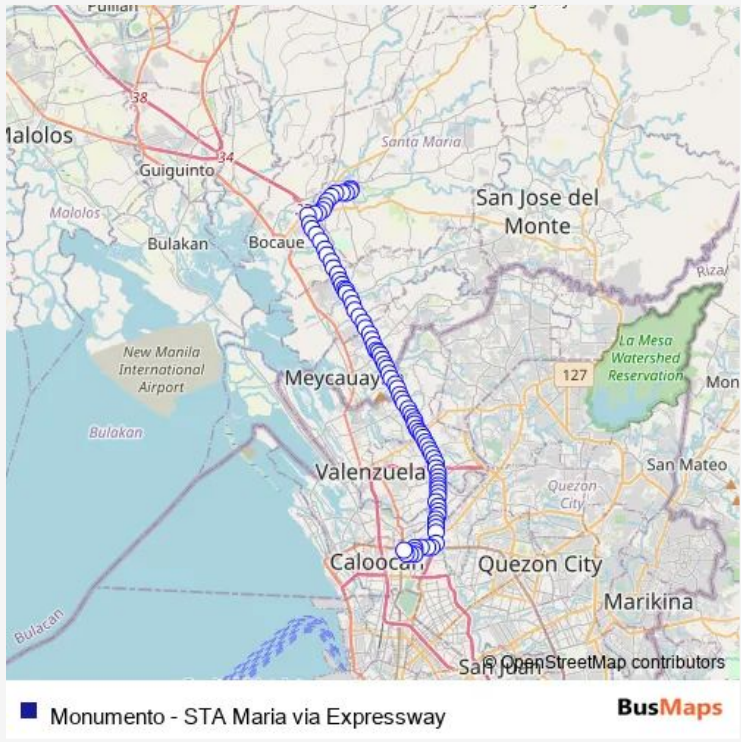 Pulilan
Santa Maria
38
Malolos
34
Guiguinto
San Jose del
Monte
Malolos
Bulakan
Bocaue
Rizal
La Mesa
Watershed
Reservation
New Manila
International
Airport
127
Meycauayan
Mon
Bulakan
Valenzuela
San Mateo
Quezon
City
Caloocan
Quezon City
Marikina
Bulacan
San Juan
© OpenStreetMap contributors
Monumento - STA Maria via Expressway
BusMaps